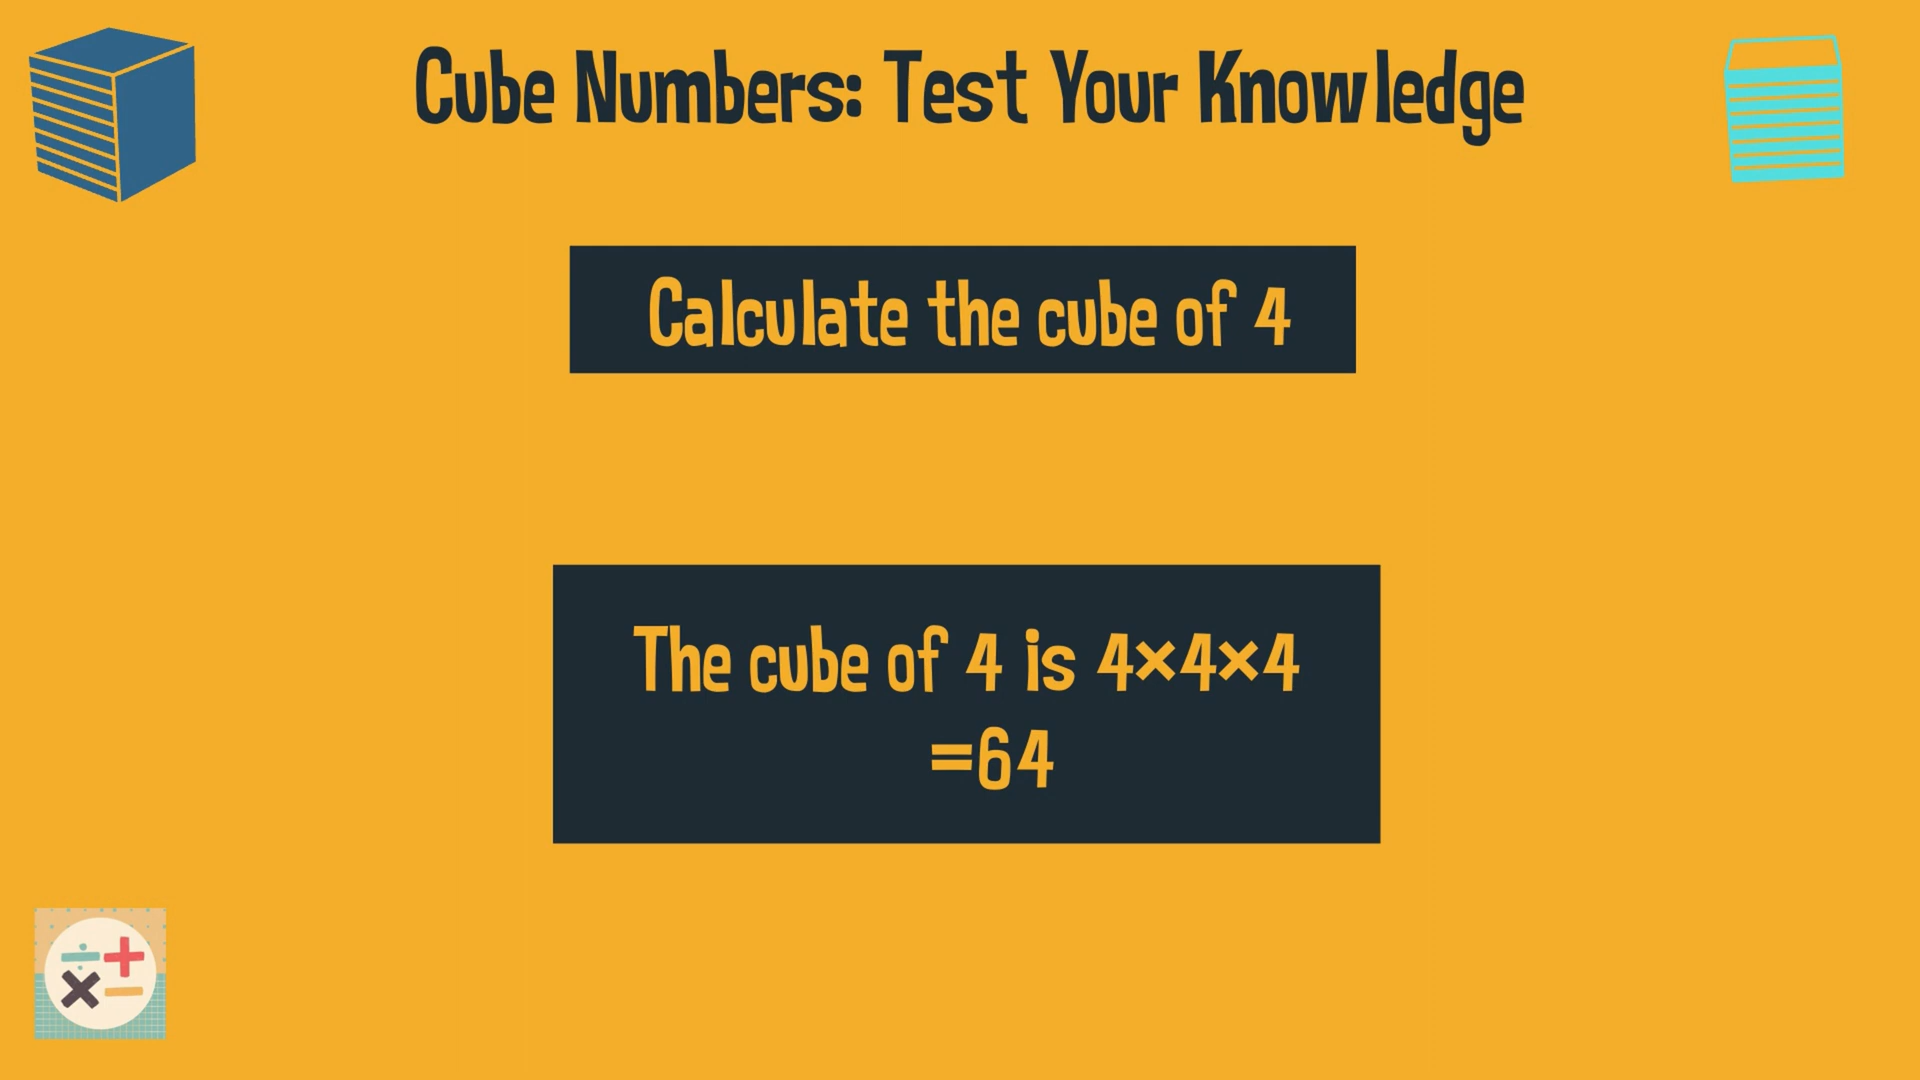 Cube Numbers: Test Your Knowledge
Calculate the cube of 4
The cube of 4 is 4×4×4
=64